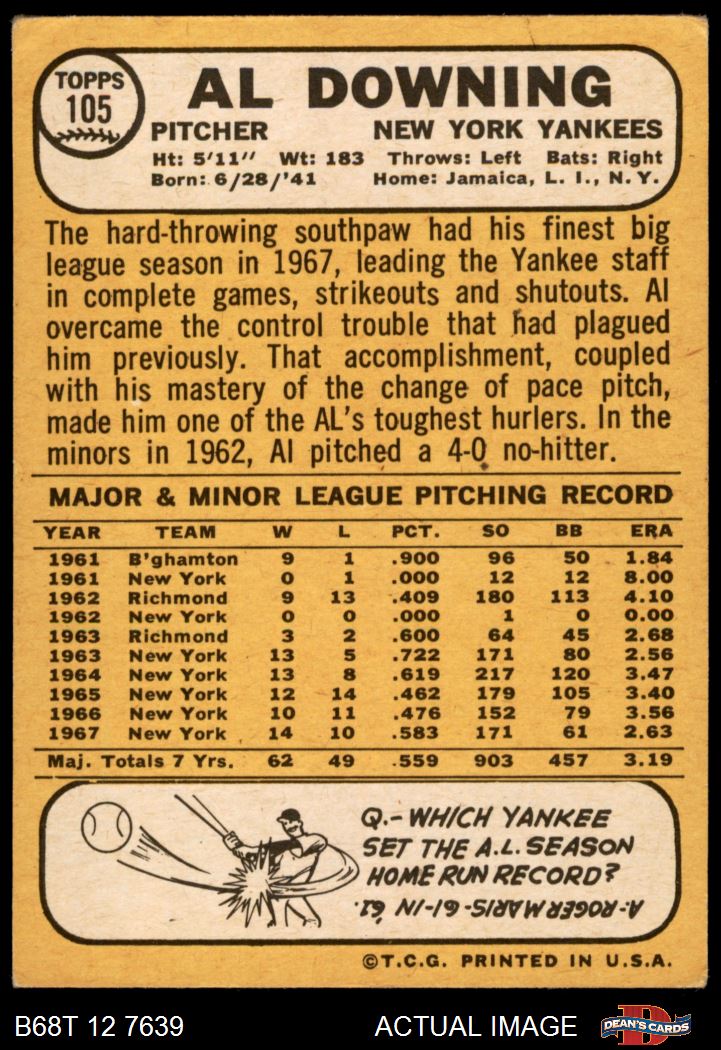 TOPPS
105
AL DOWNING
PITCHER NEW YORK YANKEES
Ht: 5'11" Wt: 183 Throws: Left Bats: Right
Born: 6/28/'41 Home: Jamaica, L. I., N. Y.
The hard-throwing southpaw had his finest big
league season in 1967, leading the Yankee staff
in complete games, strikeouts and shutouts. Al
overcame the control trouble that had plagued
him previously. That accomplishment, coupled
with his mastery of the change of pace pitch,
made him one of the AL's toughest hurlers. In the
minors in 1962, Al pitched a 4-0 no-hitter.
MAJOR & MINOR LEAGUE PITCHING RECORD
YEAR TEAM W L PCT. SO BB ERA
1961 B'ghamton 9 1 .900 96 50 1.84
1961 New York 0 1 .000 12 12 8.00
1962 Richmond 9 13 .409 180 113 4.10
1962 New York 0 0 .000 1 0 0.00
1963 Richmond 3 2 .600 64 45 2.68
1963 New York 13 5 .722 171 80 2.56
1964 New York 13 8 .619 217 120 3.47
1965 New York 12 14 .462 179 105 3.40
1966 New York 10 11 .476 152 79 3.56
1967 New York 14 10 .583 171 61 2.63
Maj. Totals 7 Yrs. 62 49 .559 903 457 3.19
Q.-WHICH YANKEE
SET THE A.L. SEASON
HOME RUN RECORD?
A-ROGER MARIS-61-IN '61.
©T.C.G. PRINTED IN U.S.A.
B68T 12 7639 ACTUAL IMAGE DEAN'S CARDS